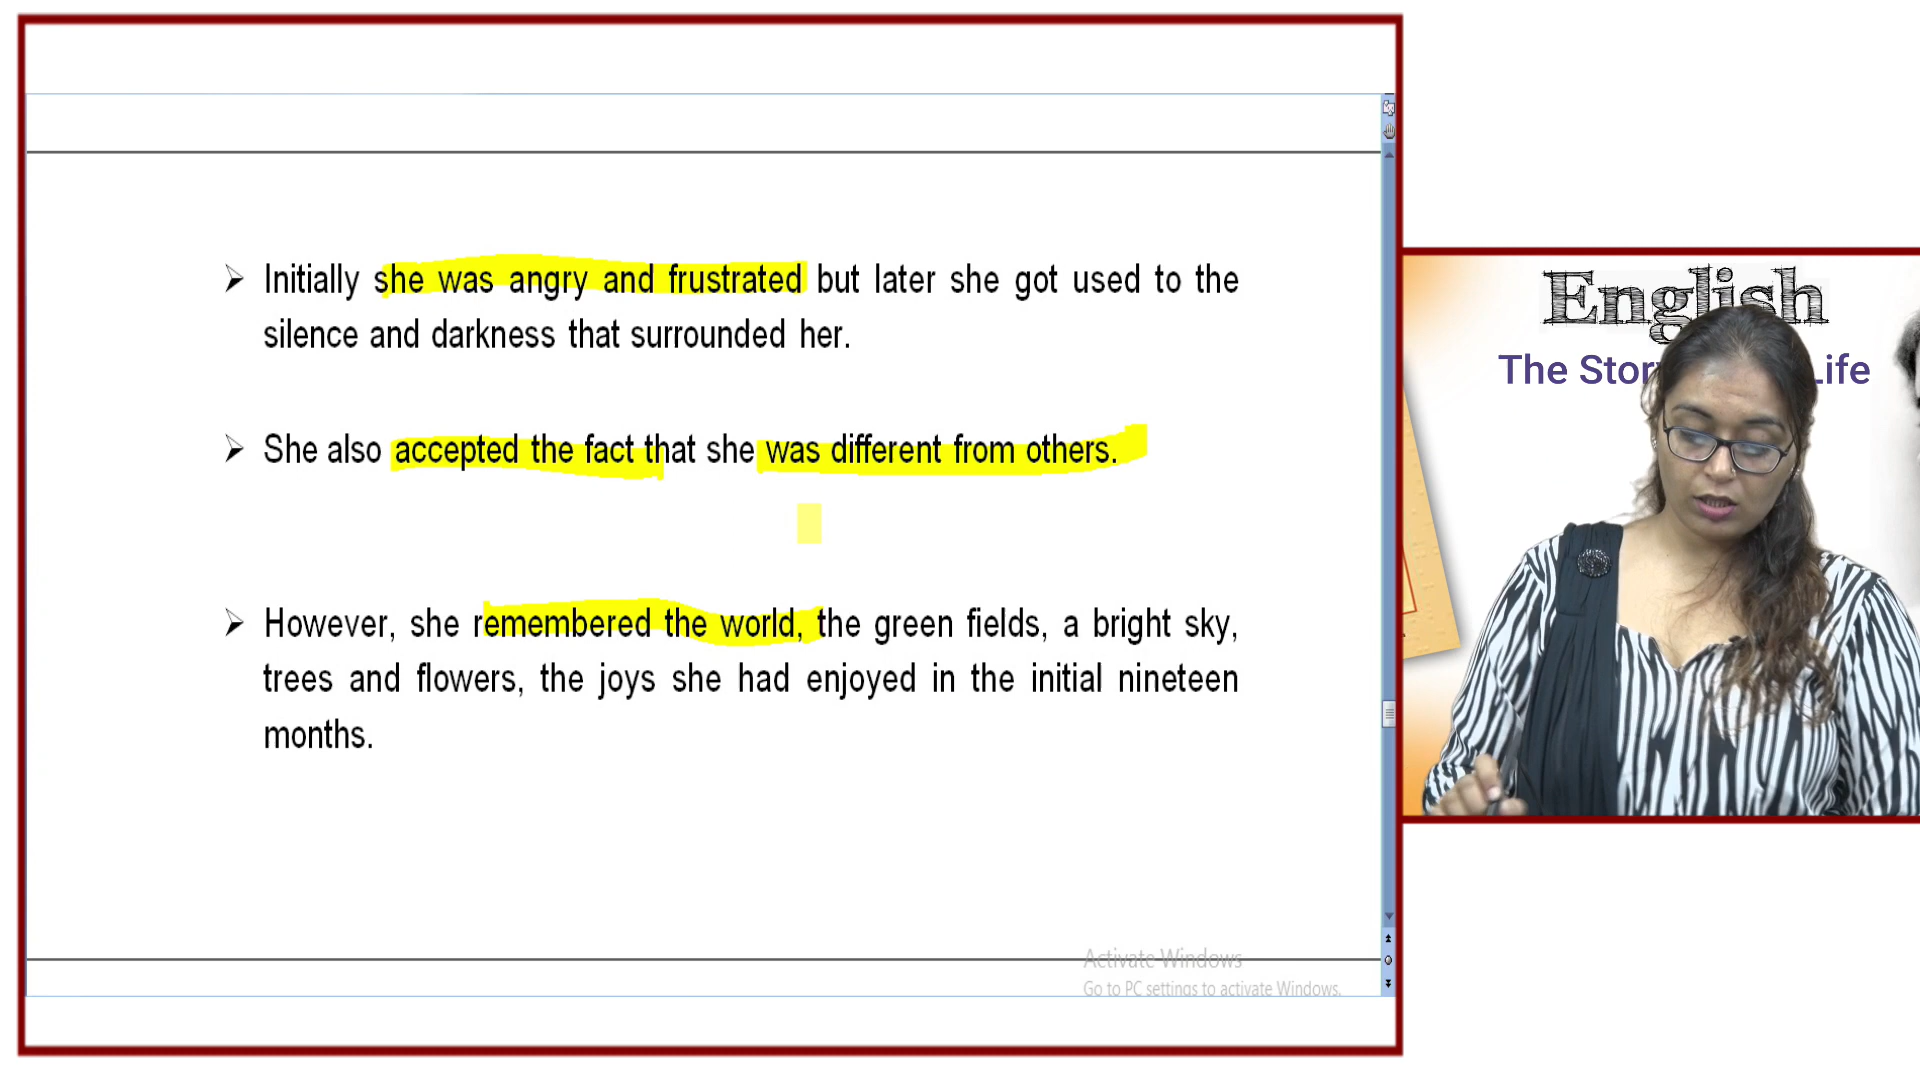 ➢ Initially she was angry and frustrated but later she got used to the
silence and darkness that surrounded her.
➢ She also accepted the fact that she was different from others.
➢ However, she remembered the world, the green fields, a bright sky,
trees and flowers, the joys she had enjoyed in the initial nineteen
months.
Activate Windows
Go to PC settings to activate Windows.
English
The Stor Life